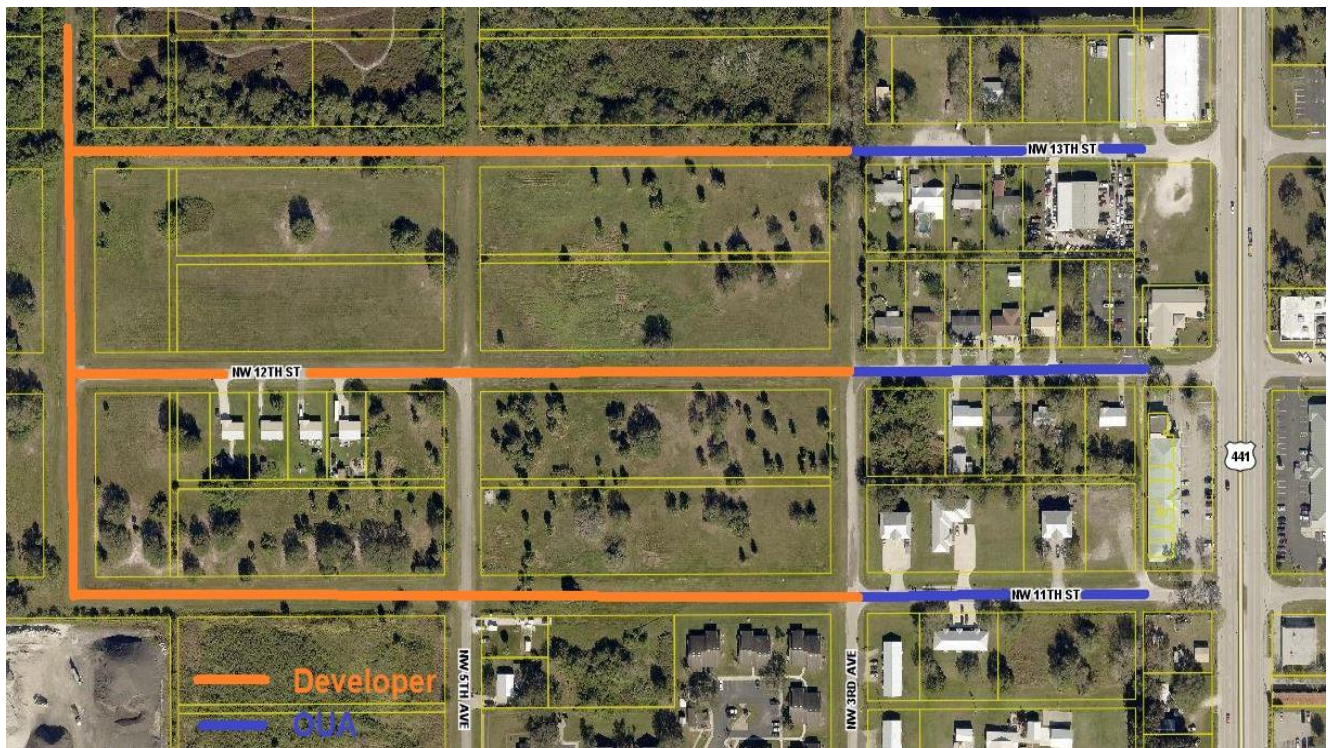 NW 13TH ST
NW 12TH ST
441
NW 11TH ST
NW 5TH AVE
NW 3RD AVE
Developer
OUA